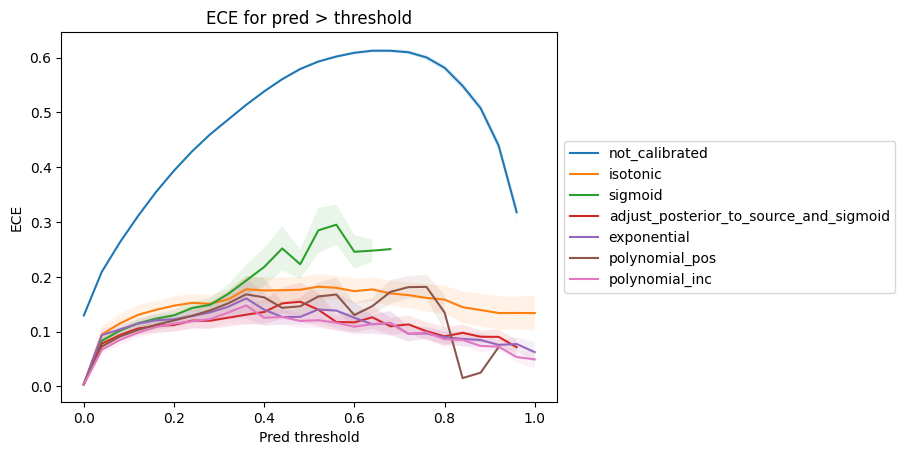 ECE for pred > threshold
ECE
0.6
0.5
0.4
0.3
0.2
0.1
0.0
0.0 0.2 0.4 0.6 0.8 1.0
Pred threshold
not_calibrated
isotonic
sigmoid
adjust_posterior_to_source_and_sigmoid
exponential
polynomial_pos
polynomial_inc